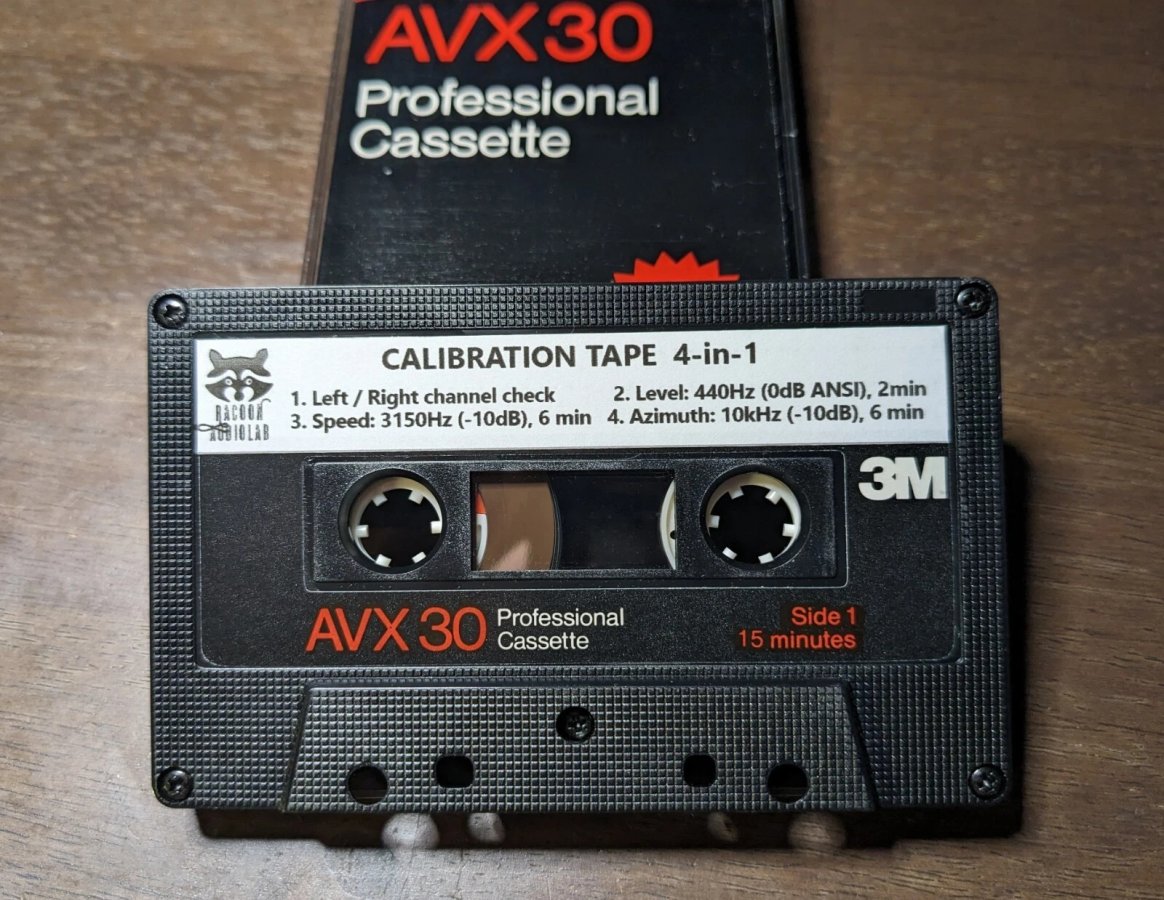 AVX30
Professional
Cassette
CALIBRATION TAPE 4-in-1
1. Left / Right channel check
2. Level: 440Hz (0dB ANSI), 2min
3. Speed: 3150Hz (-10dB), 6 min
4. Azimuth: 10kHz (-10dB), 6 min
RACOON
AUDIOLAB
3M
AVX 30
Professional
Cassette
Side 1
15 minutes